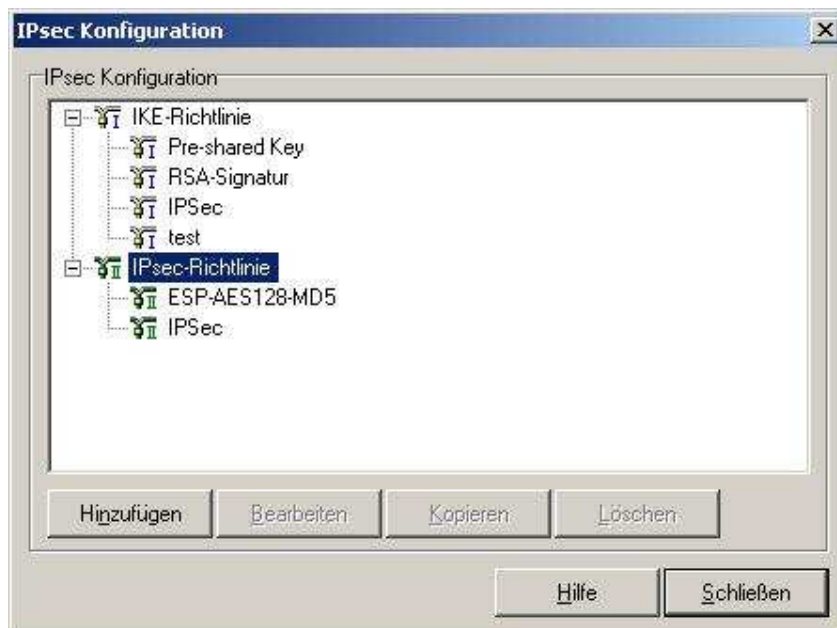 IPsec Konfiguration
IPsec Konfiguration
IKE-Richtlinie
Pre-shared Key
RSA-Signatur
IPSec
test
IPsec-Richtlinie
ESP-AES128-MD5
IPSec
Hinzufügen Bearbeiten Kopieren Löschen
Hilfe Schließen